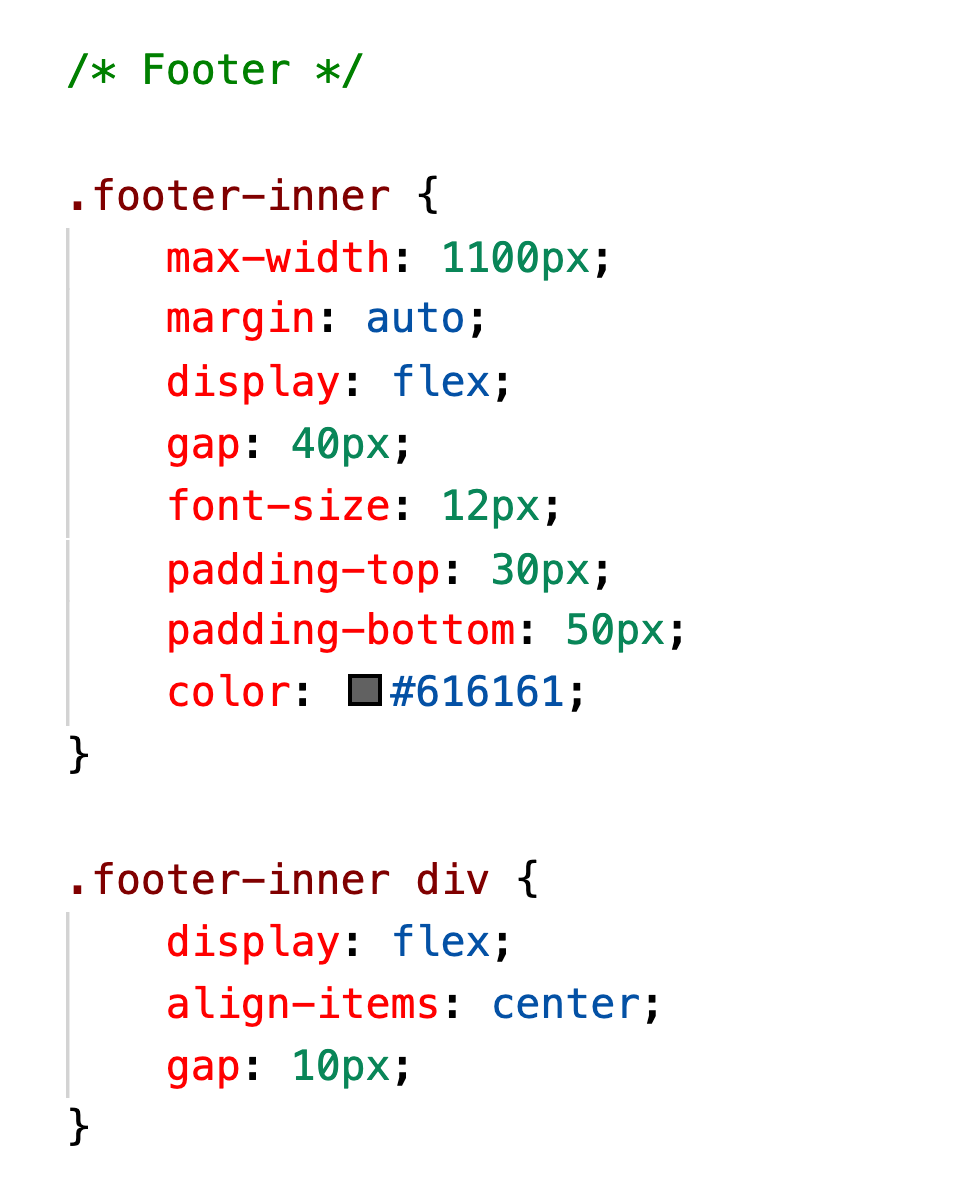 /* Footer */

.footer-inner {
    max-width: 1100px;
    margin: auto;
    display: flex;
    gap: 40px;
    font-size: 12px;
    padding-top: 30px;
    padding-bottom: 50px;
    color: #616161;
}

.footer-inner div {
    display: flex;
    align-items: center;
    gap: 10px;
}